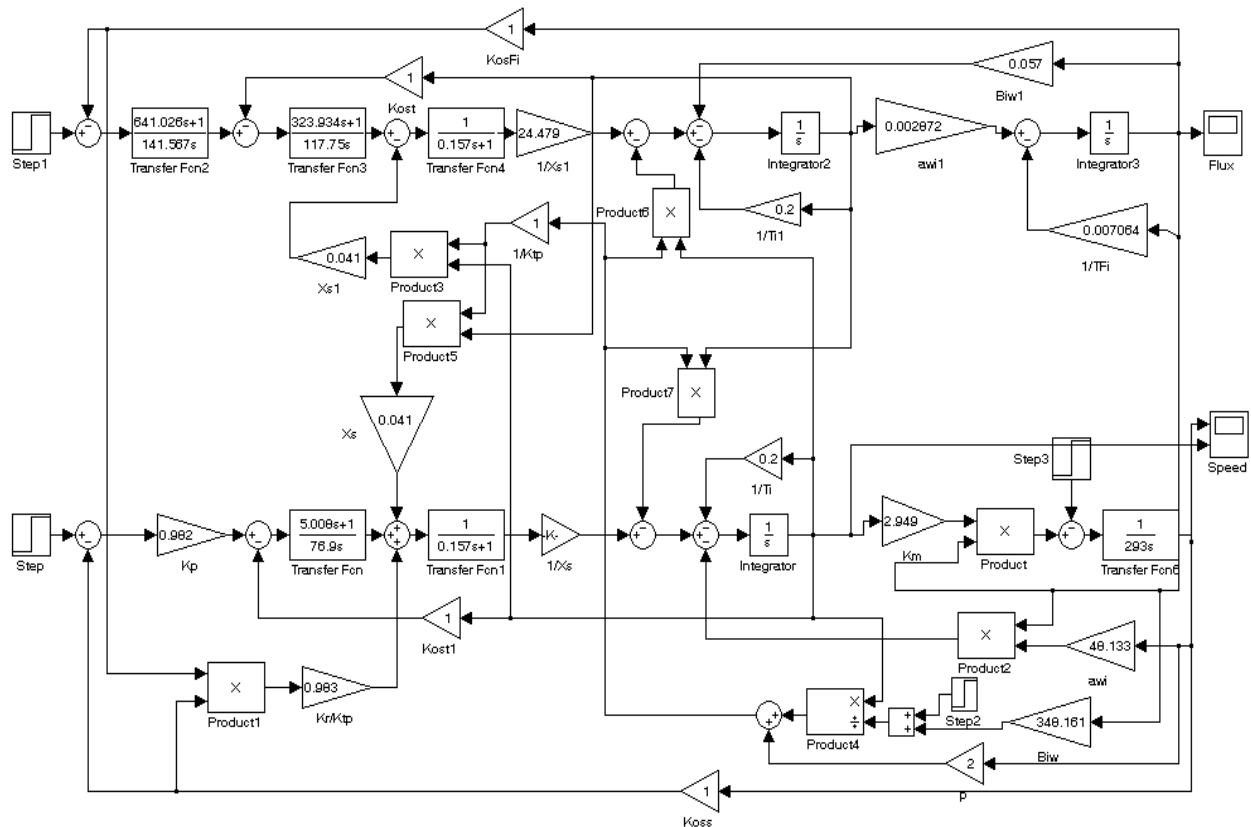 1
KosFi
0.057
Biw1
1
Kost
641.026s+1
141.567s
Transfer Fcn2
323.934s+1
117.75s
Transfer Fcn3
1
0.157s+1
Transfer Fcn4
24.479
1/Xs1
1
s
Integrator2
0.002872
awi1
1
s
Integrator3
Flux
Step1
Product6
×
0.2
1/Ti1
0.007064
1/TFi
1
1/Ktp
0.041
Xs1
×
Product3
×
Product5
Product7
×
0.041
Xs
0.2
1/Ti
Step3
Speed
Step
0.982
Kp
5.008s+1
76.9s
Transfer Fcn
1
0.157s+1
Transfer Fcn1
-K-
1/Xs
1
s
Integrator
2.949
Km
×
Product
1
293s
Transfer Fcn6
1
Kost1
×
Product2
48.133
awi
×
Product1
0.983
Kr/Ktp
×
÷
Product4
Step2
348.161
Biw
2
p
1
Koss